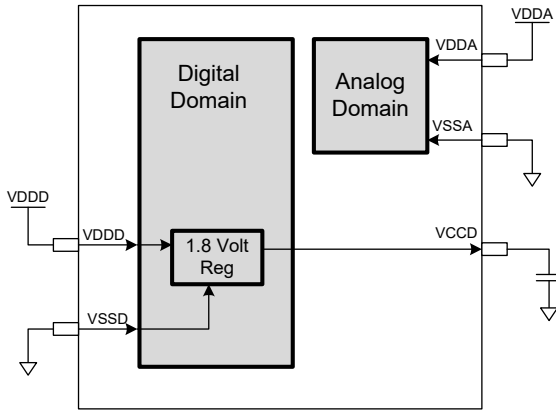 VDDA
VDDA
Digital
Domain
Analog
Domain
VSSA
VDDD
VDDD
1.8 Volt
Reg
VCCD
VSSD